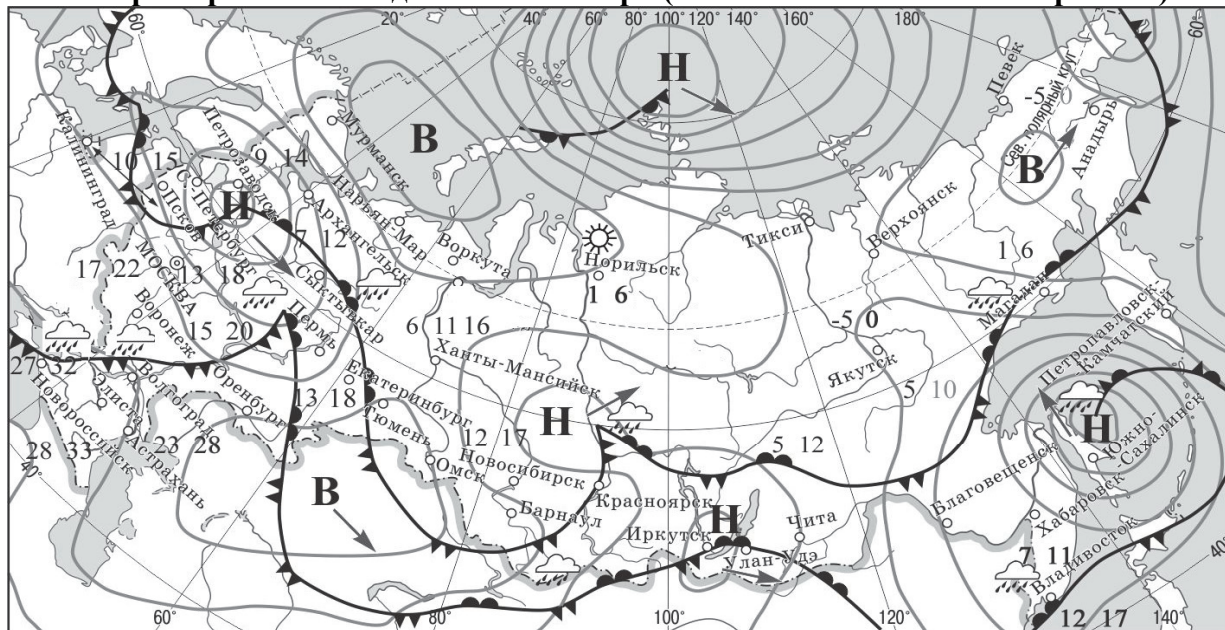 20° 40° 60° 80° 100° 120° 140° 160° 180
60°
60°
Н
Певек
-5 0
Сев. полярный круг
В
Анадырь
Калининград
Мурманск
В
Петрозаводск
10 15
9 14
Псков
С.-Петербург
Н
Нарьян-Мар
Архангельск
Воркута
Тикси
Верхоянск
7 12
Норильск
1 6
1 6
МОСКВА
17 22
13 18
Сыктывкар
Магадан
Петропавловск-
Камчатский
Воронеж
15 20
Пермь
6 11 16
-5 0
Ханты-Мансийск
Якутск
27 32
Новороссийск
Элиста
Волгоград
Оренбург
Екатеринбург
13 18
Тюмень
5 10
Н
Н
Южно-
Сахалинск
28 33
Астрахань
23 28
12 17
5 12
Омск
Новосибирск
Благовещенск
40°
В
Красноярск
Барнаул
Н
Чита
Иркутск
Хабаровск
Улан-Удэ
7 11
Владивосток
40°
12 17
60° 80° 100° 120° 140°